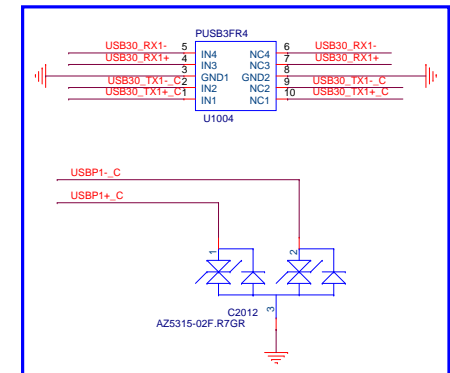 PUSB3FR4
USB30_RX1- 5 IN4 NC4 6 USB30_RX1-
USB30_RX1+ 4 IN3 NC3 7 USB30_RX1+
3 GND1 GND2 8
USB30_TX1-_C 2 IN2 NC2 9 USB30_TX1-_C
USB30_TX1+_C 1 IN1 NC1 10 USB30_TX1+_C
U1004
USBP1-_C
USBP1+_C
1 2
C2012 3
AZ5315-02F.R7GR